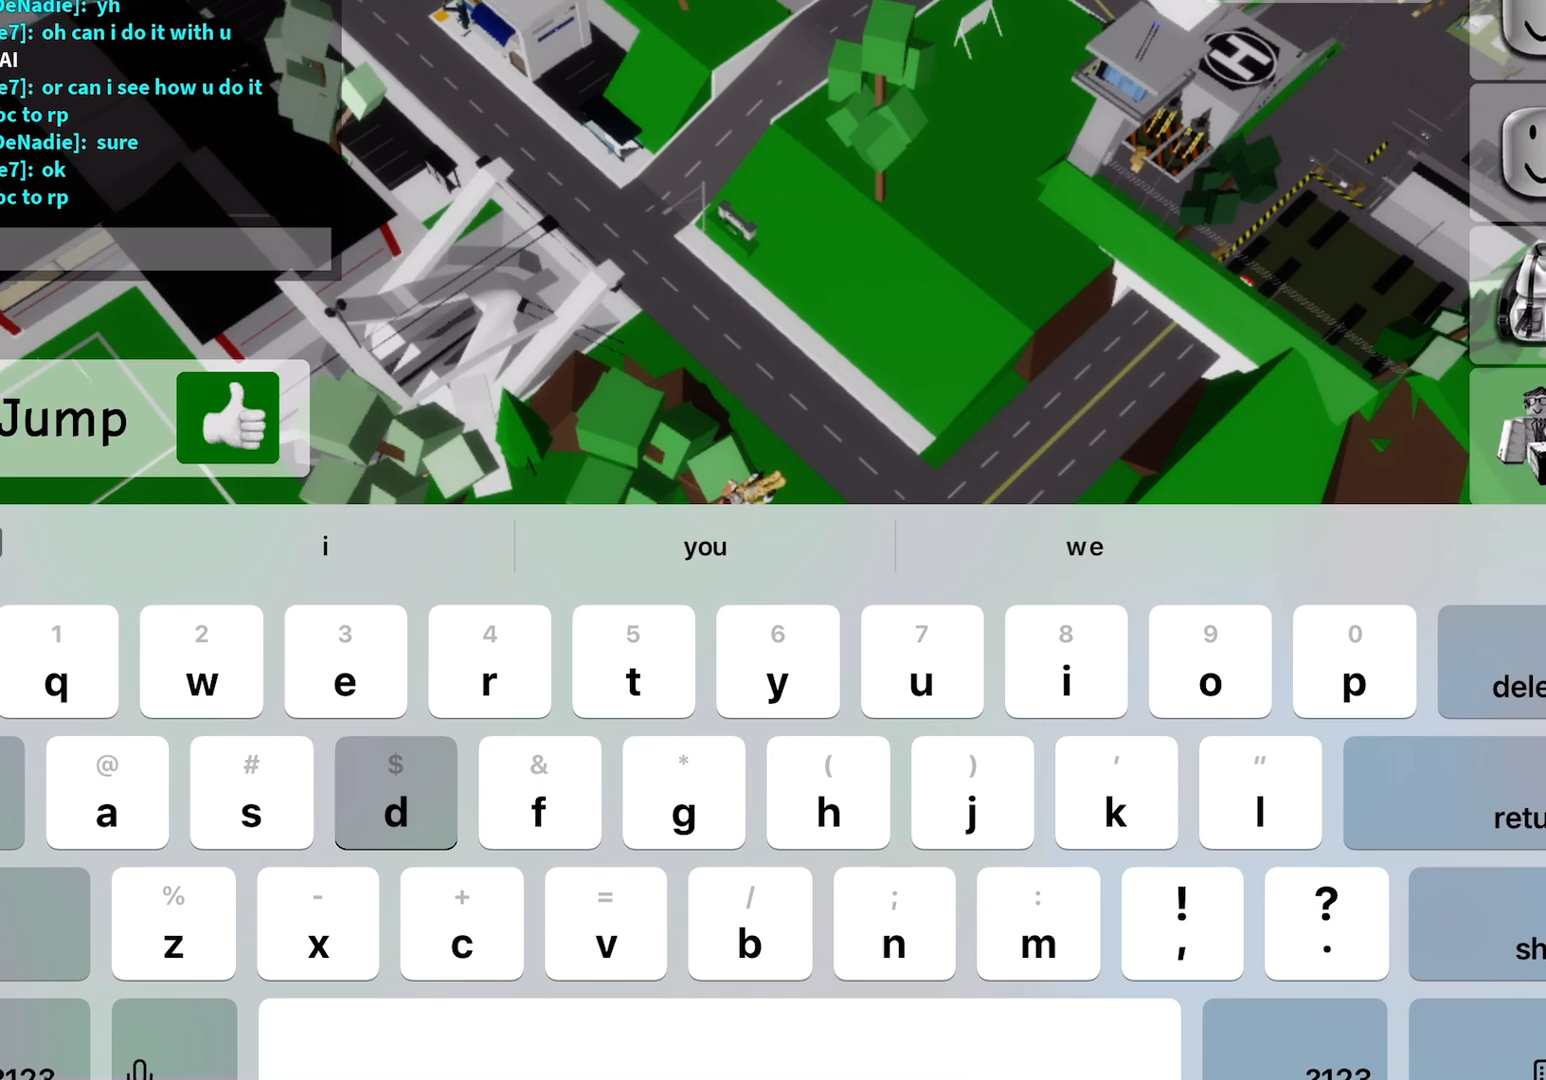 DeNadie]: yh
e7]: oh can i do it with u
AI
e7]: or can i see how u do it
oc to rp
DeNadie]: sure
e7]: ok
oc to rp
Jump
H
i you we
1 2 3 4 5 6 7 8 9 0
q w e r t y u i o p dele
@ # $ & * ( ) ' "
a s d f g h j k l retu
% - + = / ; : ! ?
z x c v b n m , . sh
?123 .?123